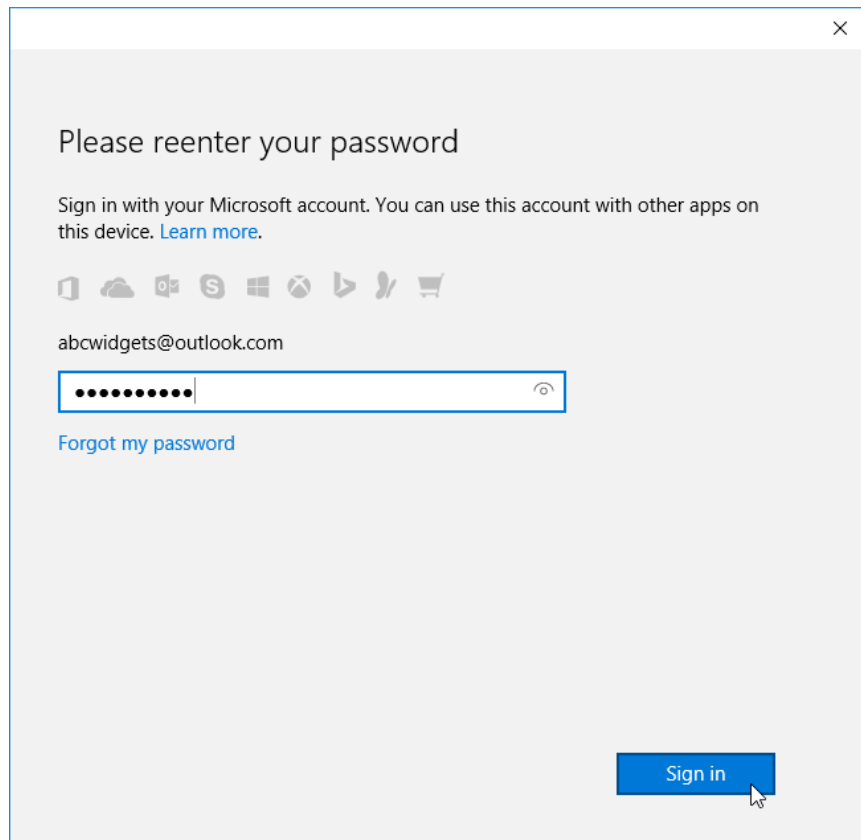 Please reenter your password
Sign in with your Microsoft account. You can use this account with other apps on
this device. Learn more.
abcwidgets@outlook.com
••••••••••
Forgot my password
Sign in